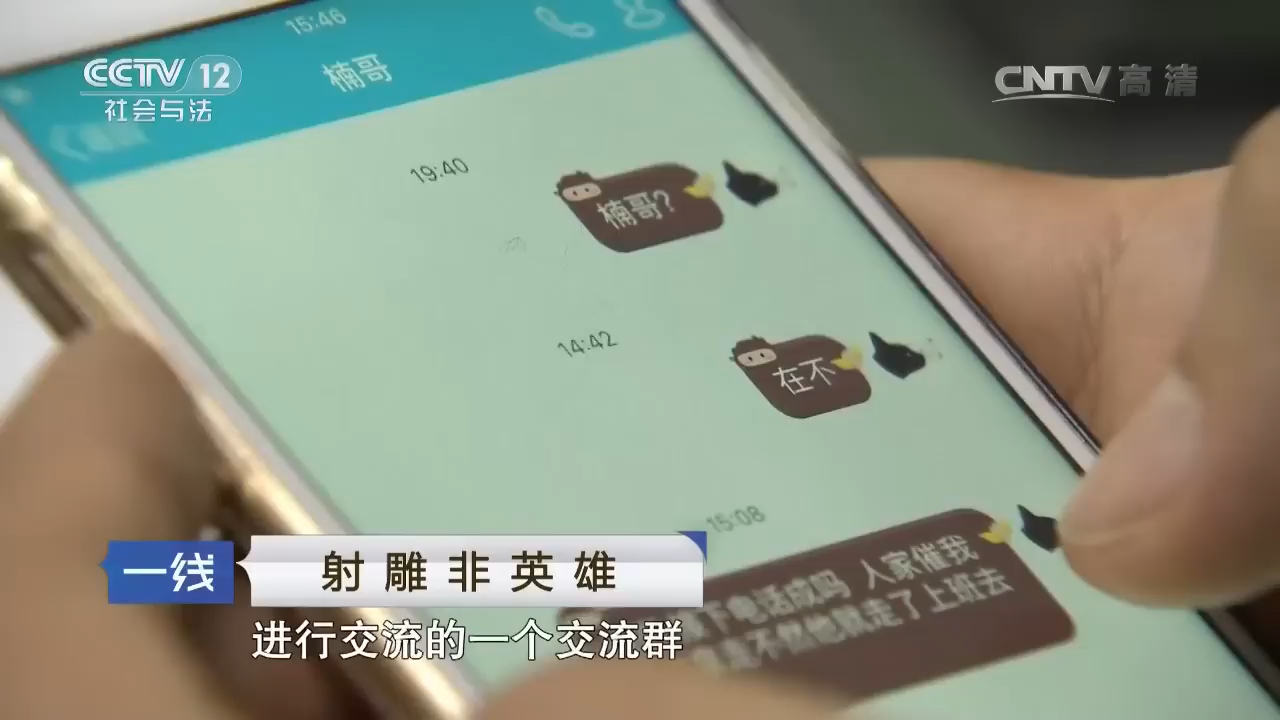 15:46
CCTV 12
社会与法
CNTV高清
楠哥
19:40
楠哥?
14:42
在不
15:08
下电话成吗 人家催我
不然他就走了上班去
一线
射雕非英雄
进行交流的一个交流群